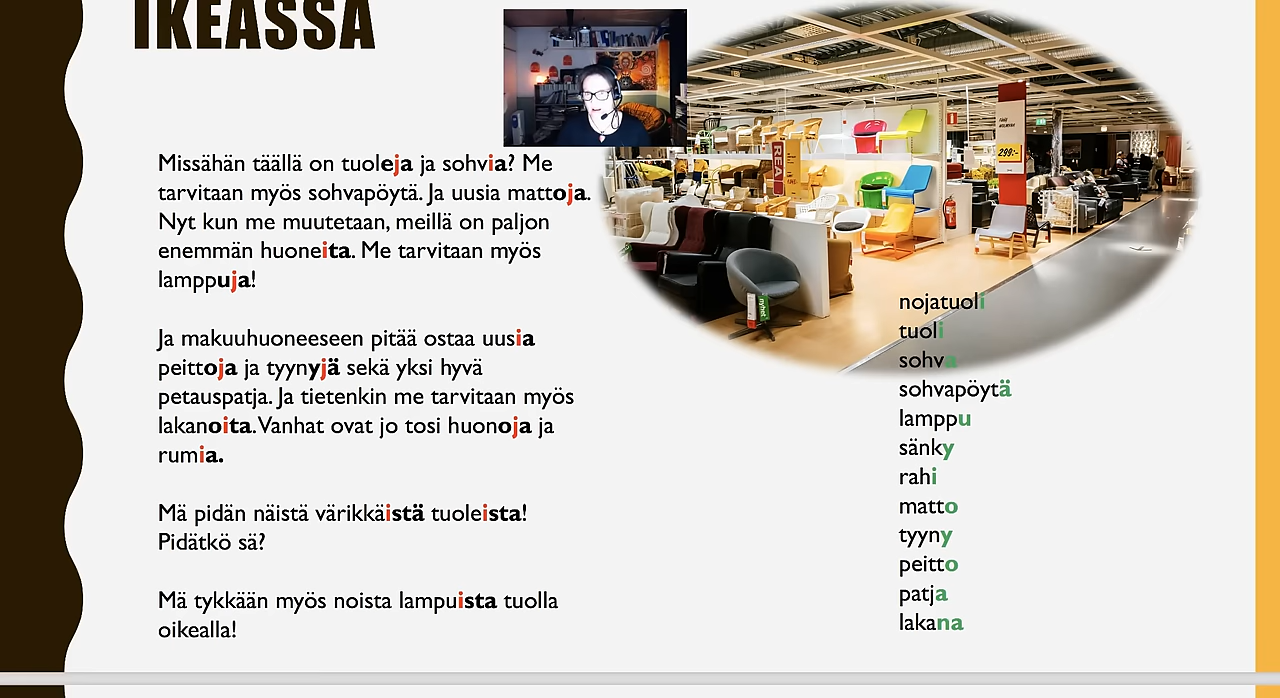 IKEASSA
Missähän täällä on tuoleja ja sohvia? Me
tarvitaan myös sohvapöytä. Ja uusia mattoja.
Nyt kun me muutetaan, meillä on paljon
enemmän huoneita. Me tarvitaan myös
lamppuja!
Ja makuuhuoneeseen pitää ostaa uusia
peittoja ja tyynyjä sekä yksi hyvä
petauspatja. Ja tietenkin me tarvitaan myös
lakanoita. Vanhat ovat jo tosi huonoja ja
rumia.
Mä pidän näistä värikkäistä tuoleista!
Pidätkö sä?
Mä tykkään myös noista lampuista tuolla
oikealla!
REA
299:-
nyhet
nojatuoli
tuoli
sohva
sohvapöytä
lamppu
sänky
rahi
matto
tyyny
peitto
patja
lakana